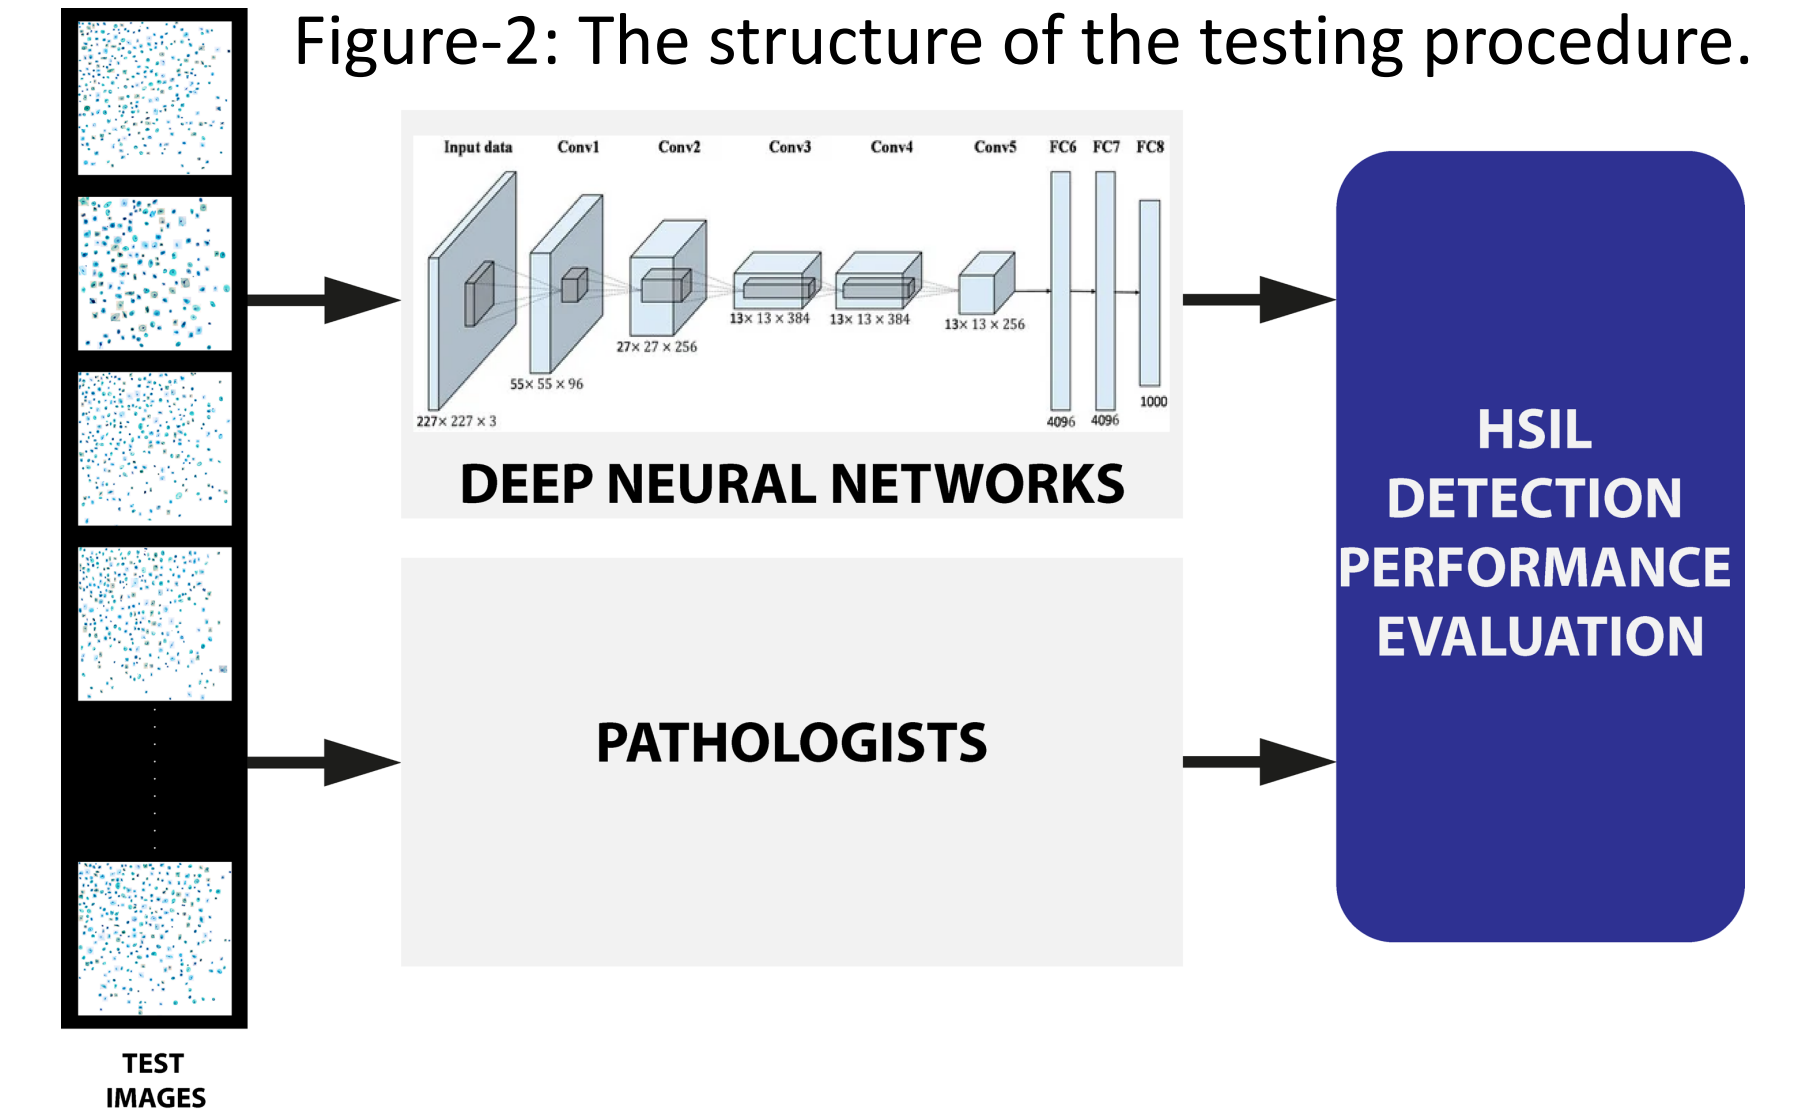 Figure-2: The structure of the testing procedure.
Input data Conv1 Conv2 Conv3 Conv4 Conv5 FC6 FC7 FC8
227× 227 × 3
55× 55 × 96
27× 27 × 256
13× 13 × 384
13× 13 × 384
13× 13 × 256
4096
4096
1000
DEEP NEURAL NETWORKS
PATHOLOGISTS
HSIL
DETECTION
PERFORMANCE
EVALUATION
TEST
IMAGES